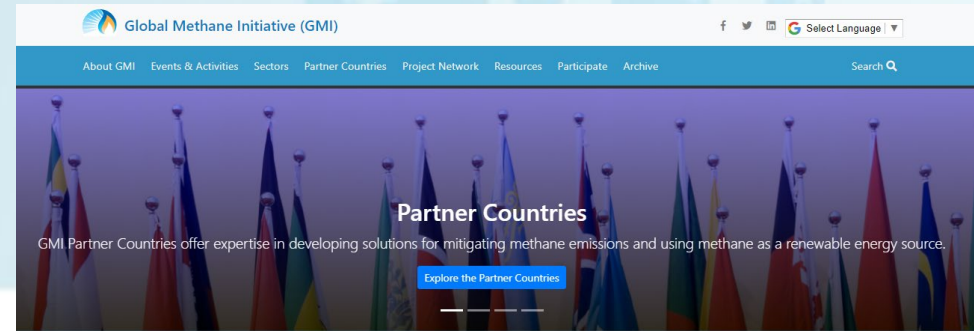 Global Methane Initiative (GMI)
Select Language ▼
About GMI Events & Activities Sectors Partner Countries Project Network Resources Participate Archive Search
Partner Countries
GMI Partner Countries offer expertise in developing solutions for mitigating methane emissions and using methane as a renewable energy source.
Explore the Partner Countries